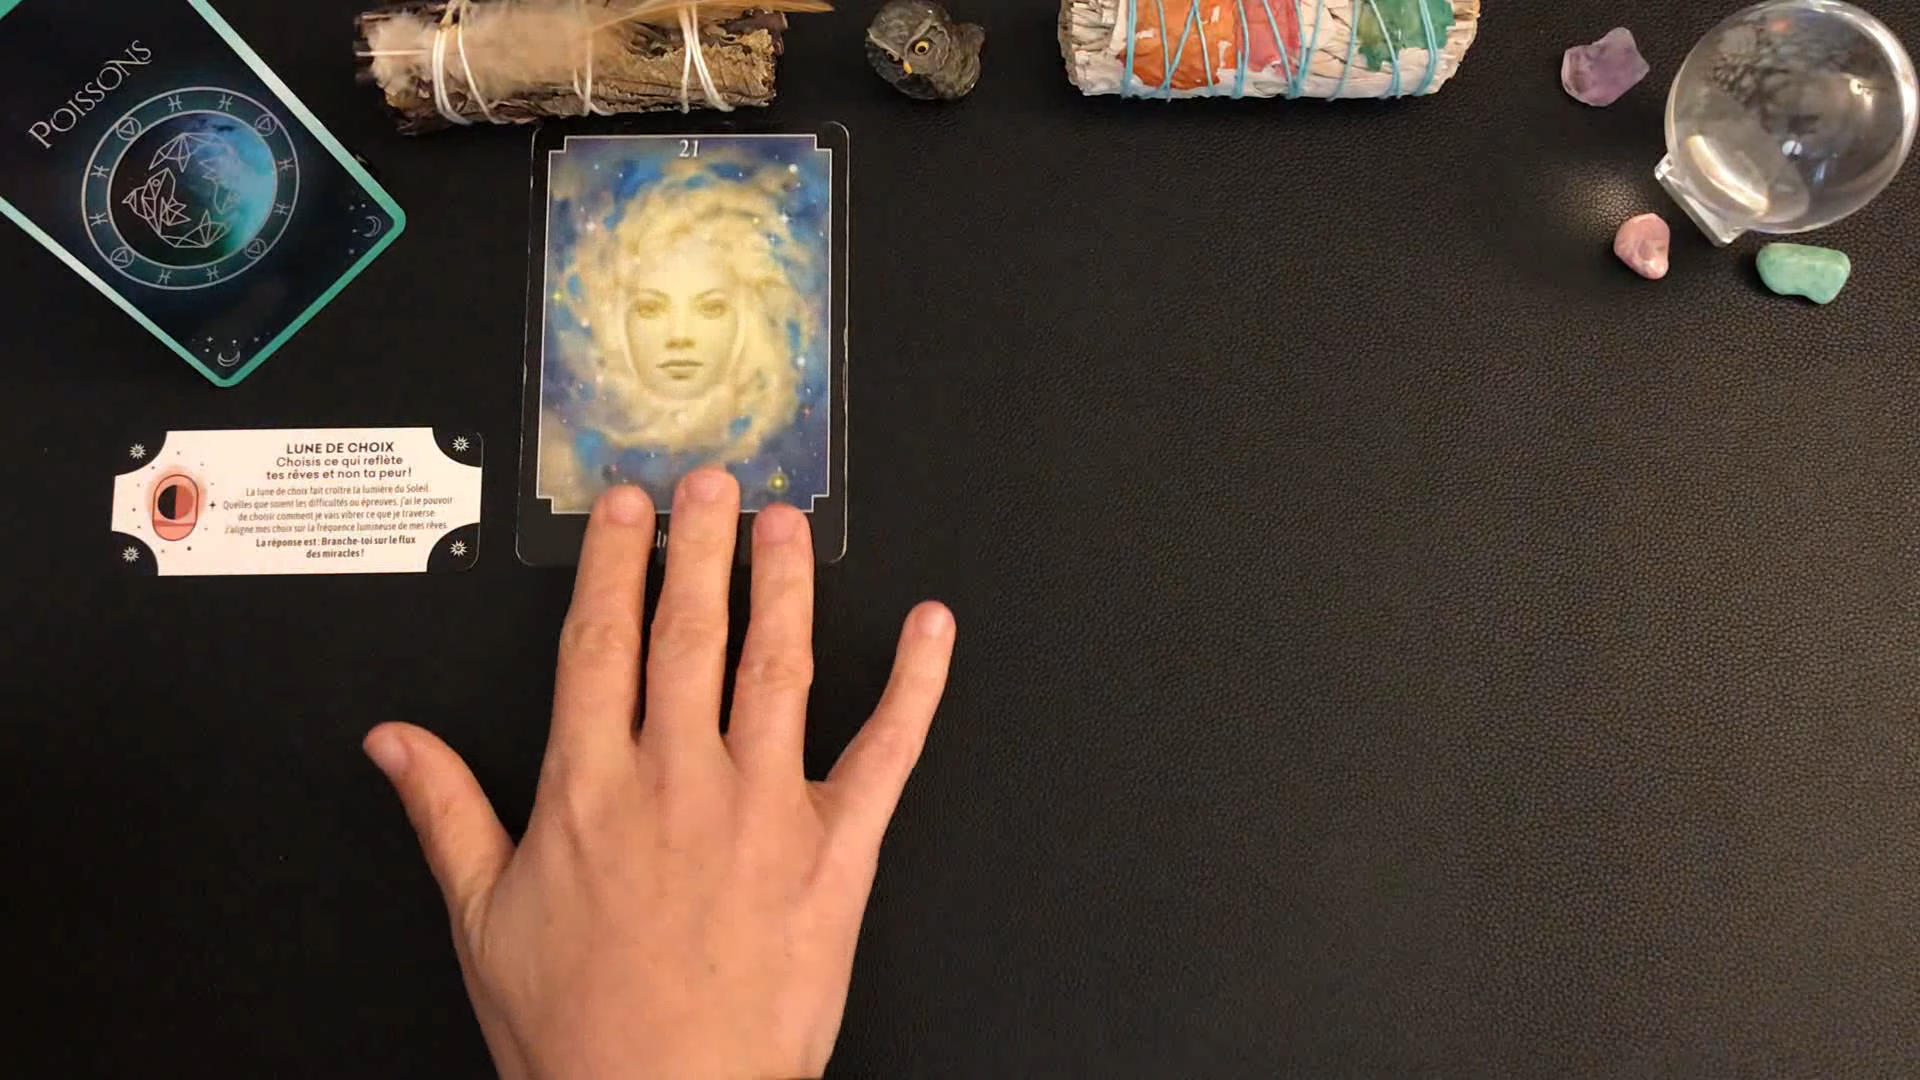 POISSONS
21
LUNE DE CHOIX
Choisis ce qui reflète
tes rêves et non ta peur!
La lune de choix fait croître la lumière du Soleil.
Quelles que soient les difficultés ou épreuves, j'ai le pouvoir
de choisir comment je vais vibrer ce que je traverse.
J'aligne mes choix sur la fréquence lumineuse de mes rêves.
La réponse est : Branche-toi sur le flux
des miracles !